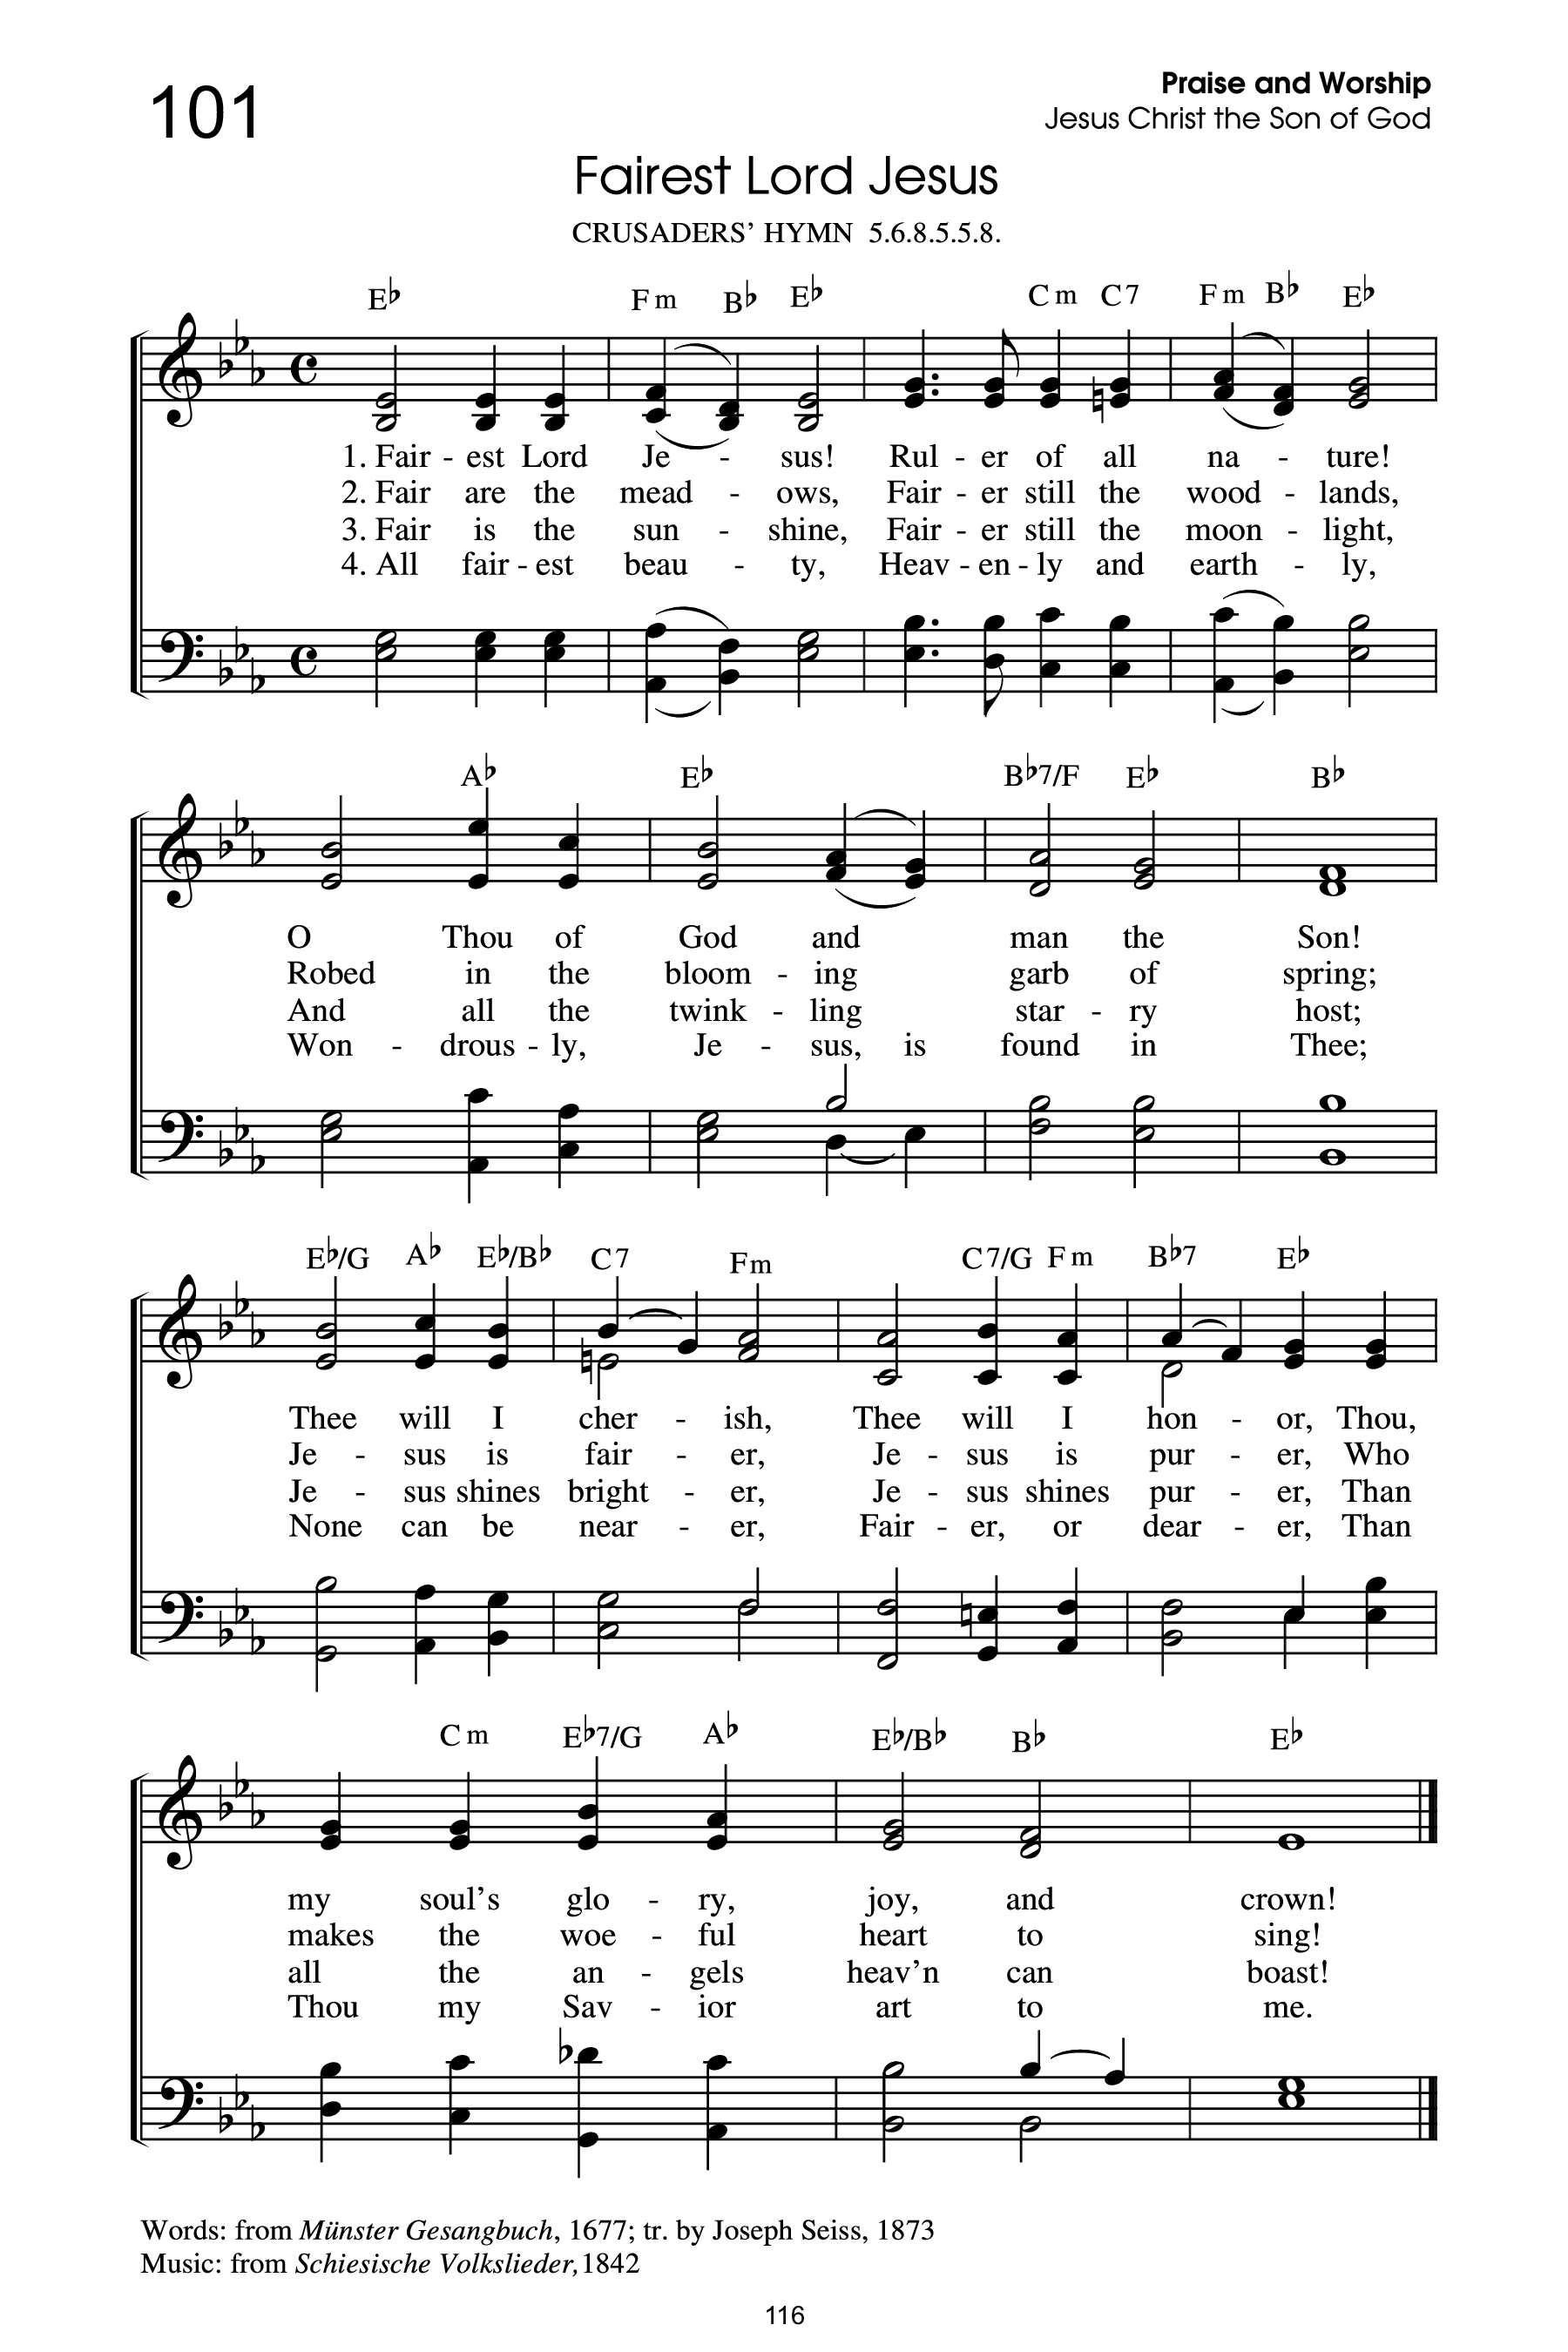 101
Praise and Worship
Jesus Christ the Son of God
Fairest Lord Jesus
CRUSADERS’ HYMN 5.6.8.5.5.8.
E♭ Fm B♭ E♭ Cm C7 Fm B♭ E♭
1. Fair - est Lord Je - sus! Rul - er of all na - ture!
2. Fair are the mead - ows, Fair - er still the wood - lands,
3. Fair is the sun - shine, Fair - er still the moon - light,
4. All fair - est beau - ty, Heav - en - ly and earth - ly,
A♭ E♭ B♭7/F E♭ B♭
O Thou of God and man the Son!
Robed in the bloom - ing garb of spring;
And all the twink - ling star - ry host;
Won - drous - ly, Je - sus, is found in Thee;
E♭/G A♭ E♭/B♭ C7 Fm C7/G Fm B♭7 E♭
Thee will I cher - ish, Thee will I hon - or, Thou,
Je - sus is fair - er, Je - sus is pur - er, Who
Je - sus shines bright - er, Je - sus shines pur - er, Than
None can be near - er, Fair - er, or dear - er, Than
Cm E♭7/G A♭ E♭/B♭ B♭ E♭
my soul’s glo - ry, joy, and crown!
makes the woe - ful heart to sing!
all the an - gels heav’n can boast!
Thou my Sav - ior art to me.
Words: from Münster Gesangbuch, 1677; tr. by Joseph Seiss, 1873
Music: from Schiesische Volkslieder,1842
116